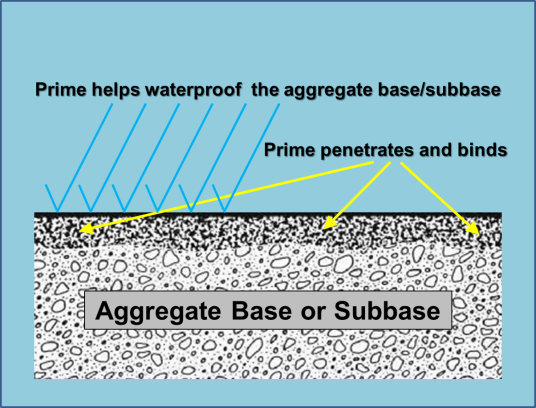 Prime helps waterproof the aggregate base/subbase
Prime penetrates and binds
Aggregate Base or Subbase